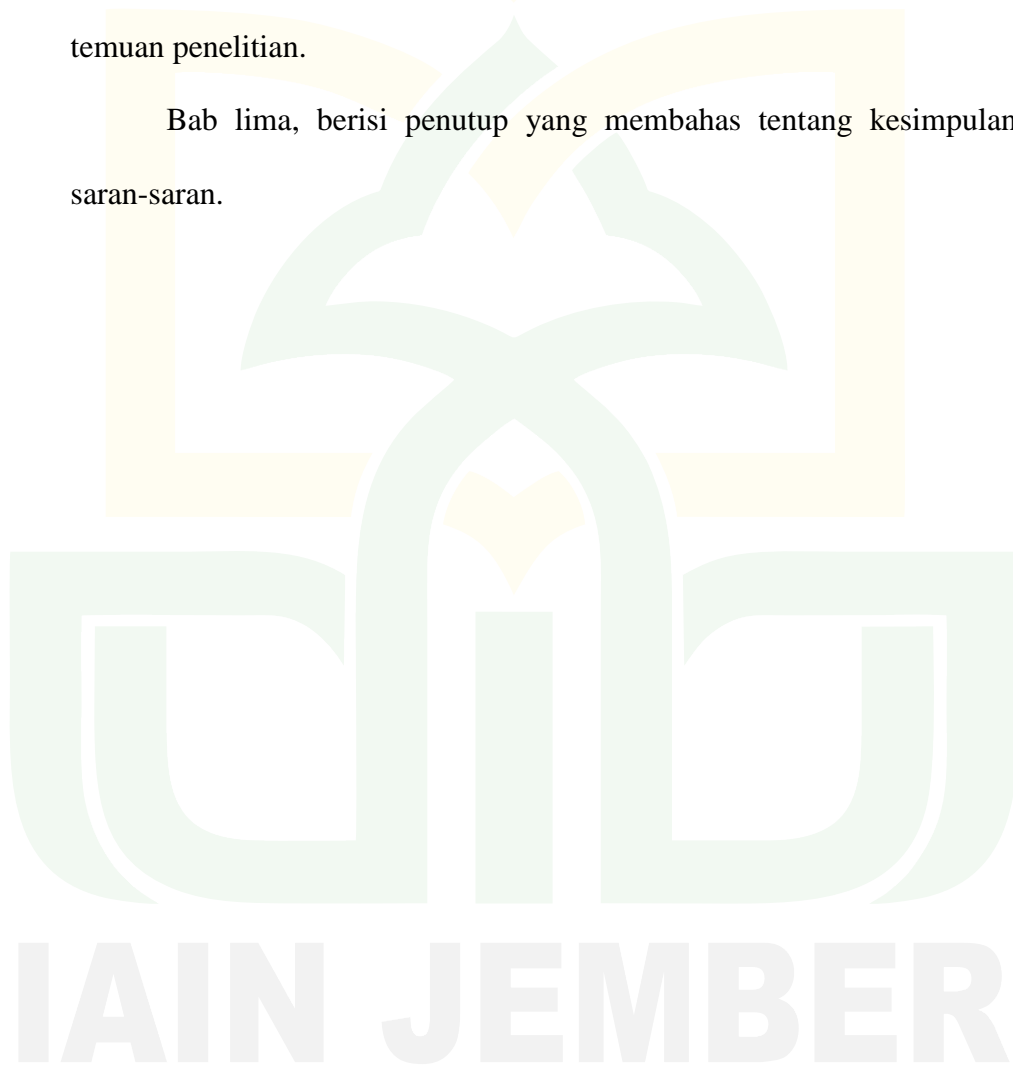 temuan penelitian.
Bab lima, berisi penutup yang membahas tentang kesimpulan
saran-saran.
IAIN JEMBER